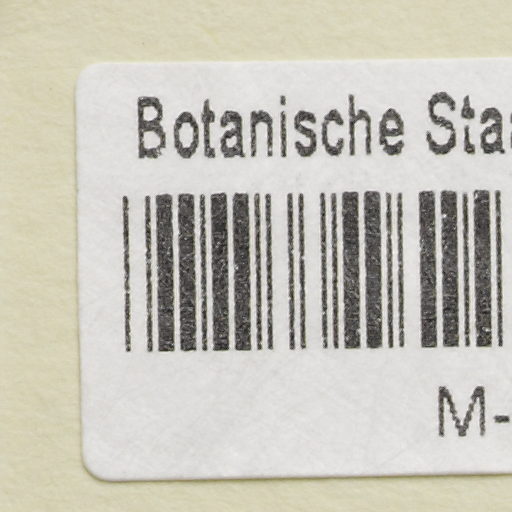 Botanische Staa
M-